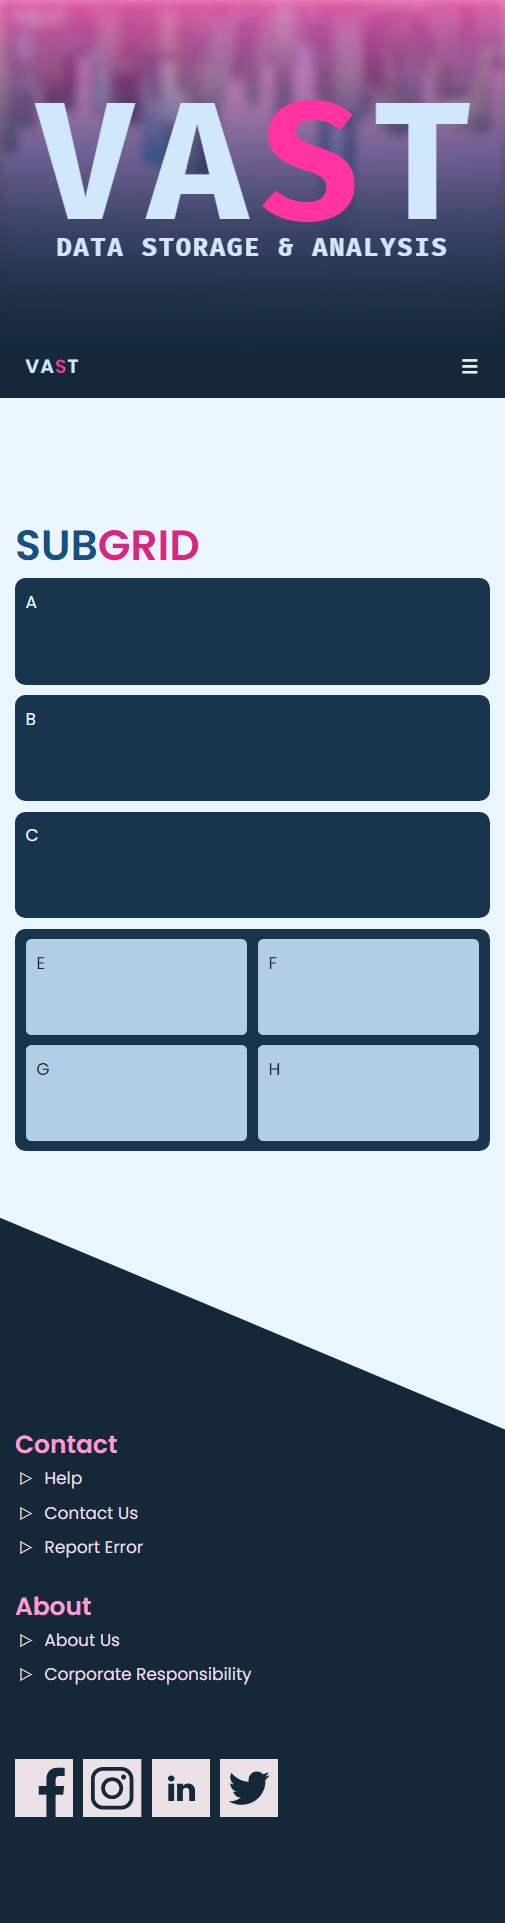 VAST
DATA STORAGE & ANALYSIS
VAST
SUBGRID
A
B
C
E
F
G
H
Contact
Help
Contact Us
Report Error
About
About Us
Corporate Responsibility
f
in